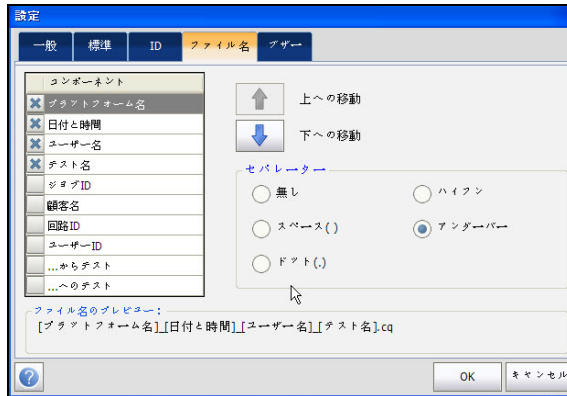 設定
一般 標準 ID ファイル名 ブザー
コンポーネント
プラットフォーム名
日付と時間
ユーザー名
テスト名
ジョブID
顧客名
回路ID
ユーザーID
...からテスト
...へのテスト
上への移動
下への移動
セパレーター
無し
ハイフン
スペース( )
アンダーバー
ドット(.)
ファイル名のプレビュー:
[プラットフォーム名]_[日付と時間]_[ユーザー名]_[テスト名].cq
?
OK キャンセル